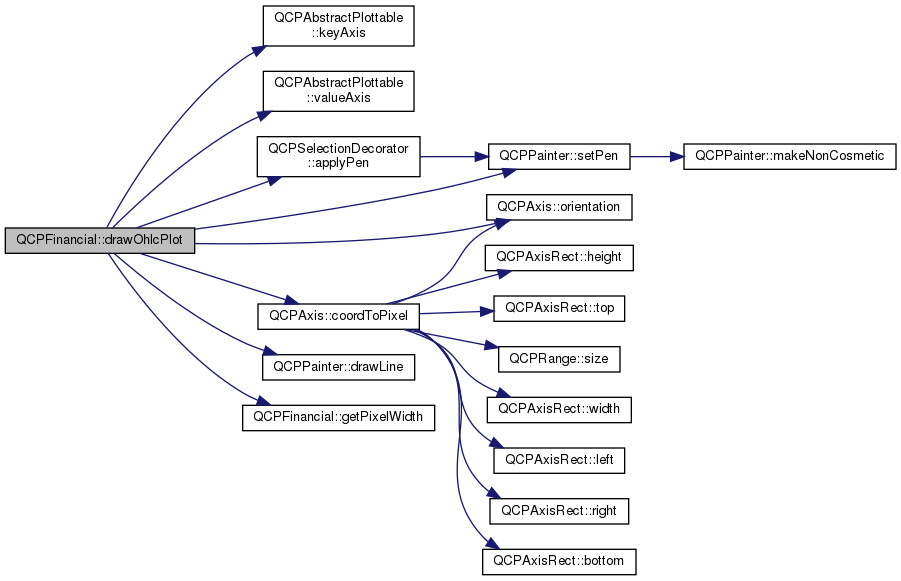 QCPAbstractPlottable
::keyAxis
QCPAbstractPlottable
::valueAxis
QCPSelectionDecorator
::applyPen
QCPPainter::setPen
QCPPainter::makeNonCosmetic
QCPAxis::orientation
QCPFinancial::drawOhlcPlot
QCPAxisRect::height
QCPAxis::coordToPixel
QCPAxisRect::top
QCPRange::size
QCPPainter::drawLine
QCPAxisRect::width
QCPFinancial::getPixelWidth
QCPAxisRect::left
QCPAxisRect::right
QCPAxisRect::bottom